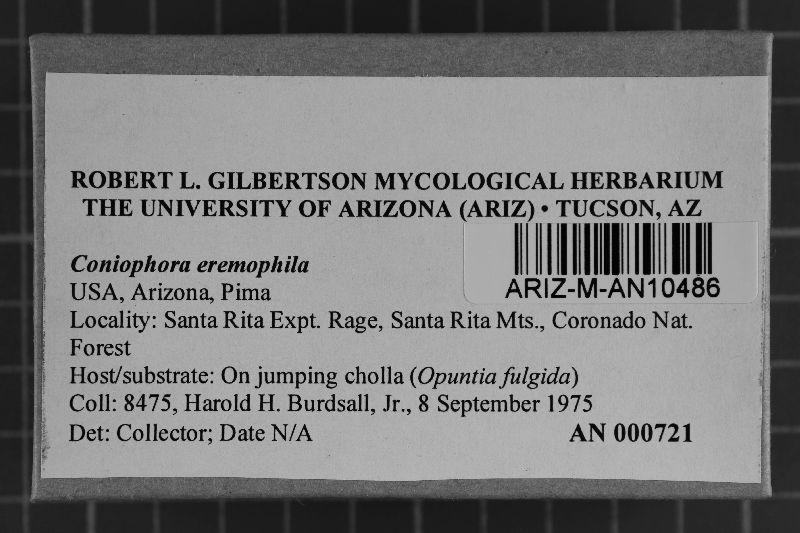 ROBERT L. GILBERTSON MYCOLOGICAL HERBARIUM
THE UNIVERSITY OF ARIZONA (ARIZ) • TUCSON, AZ
ARIZ-M-AN10486
Coniophora eremophila
USA, Arizona, Pima
Locality: Santa Rita Expt. Rage, Santa Rita Mts., Coronado Nat.
Forest
Host/substrate: On jumping cholla (Opuntia fulgida)
Coll: 8475, Harold H. Burdsall, Jr., 8 September 1975
Det: Collector; Date N/A AN 000721